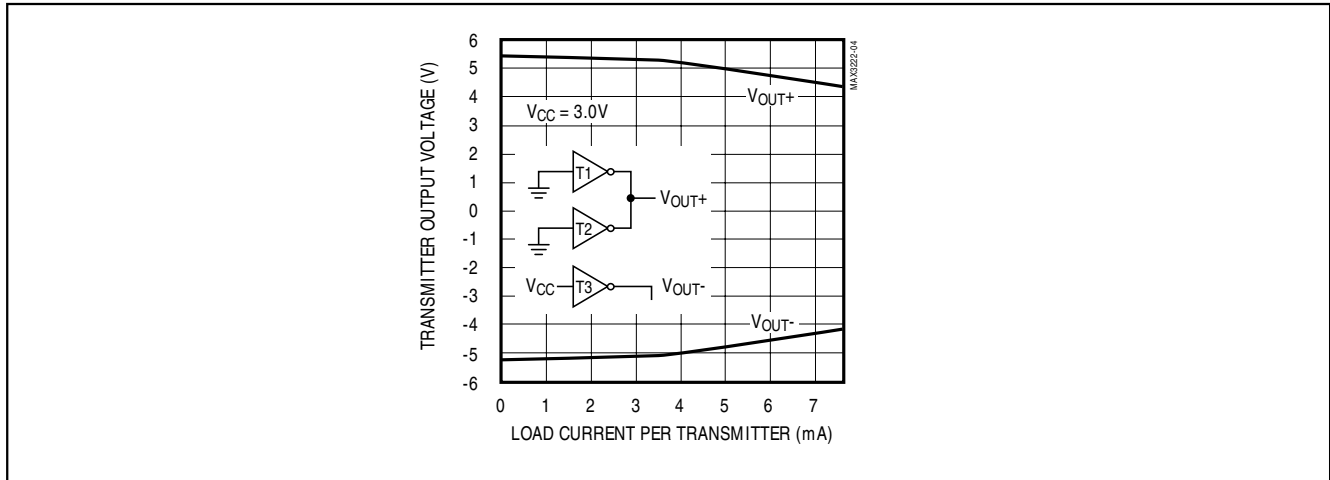 TRANSMITTER OUTPUT VOLTAGE (V)
6
5
4
3
2
1
0
-1
-2
-3
-4
-5
-6
MAX3222-04
VOUT+
VCC = 3.0V
T1
VOUT+
T2
VCC
T3
VOUT-
VOUT-
0 1 2 3 4 5 6 7
LOAD CURRENT PER TRANSMITTER (mA)